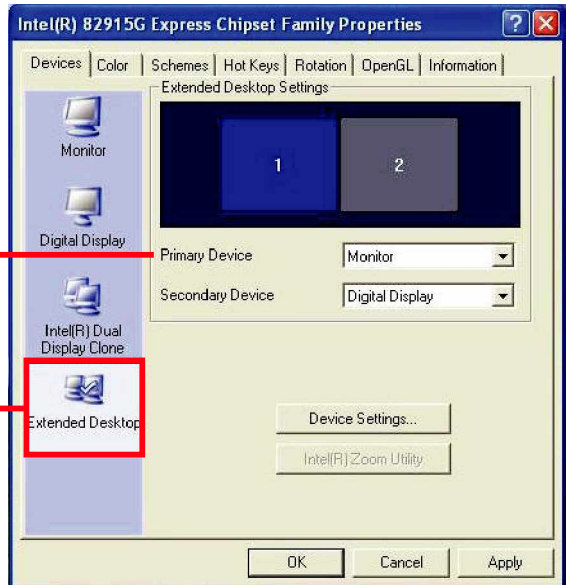 Intel(R) 82915G Express Chipset Family Properties
Devices
Color
Schemes
Hot Keys
Rotation
OpenGL
Information
Monitor
Digital Display
Intel(R) Dual
Display Clone
Extended Desktop
Extended Desktop Settings
1
2
Primary Device
Monitor
Secondary Device
Digital Display
Device Settings...
Intel(R) Zoom Utility
OK
Cancel
Apply